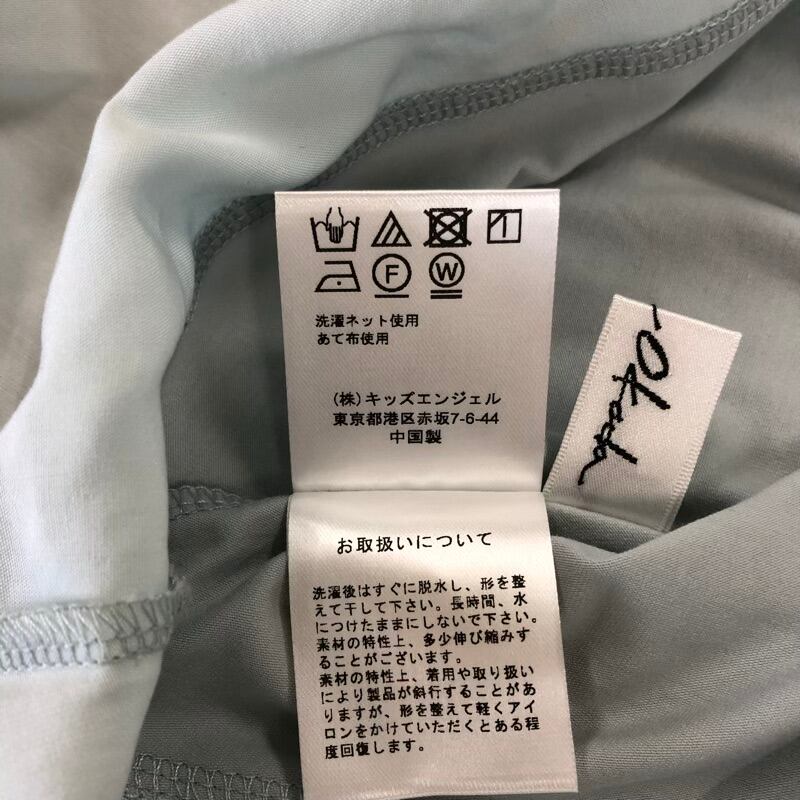 F W
洗濯ネット使用
あて布使用
(株)キッズエンジェル
東京都港区赤坂7-6-44
中国製
-Okada
お取扱いについて
洗濯後はすぐに脱水し、形を整
えて干して下さい。長時間、水
につけたままにしないで下さい。
素材の特性上、多少伸び縮みす
ることがございます。
素材の特性上、着用や取り扱い
により製品が斜行することがあ
りますが、形を整えて軽くアイ
ロンをかけていただくとある程
度回復します。